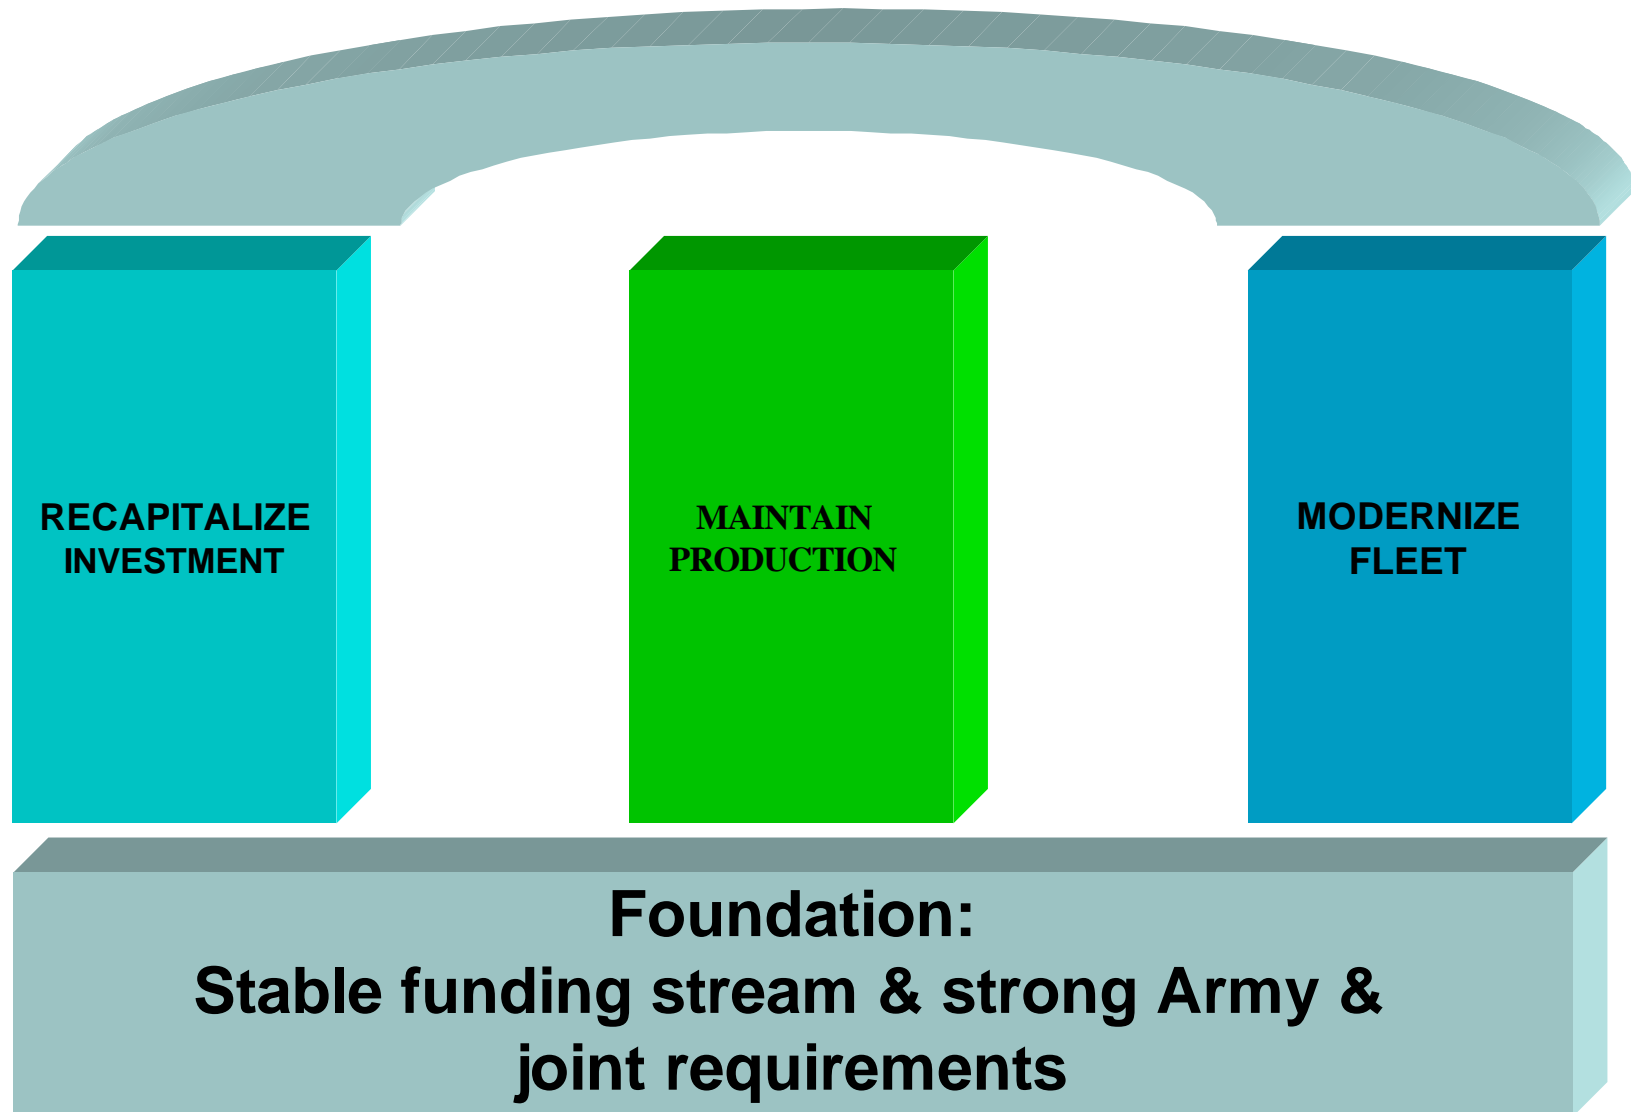 RECAPITALIZE
INVESTMENT
MAINTAIN
PRODUCTION
MODERNIZE
FLEET
Foundation:
Stable funding stream & strong Army &
joint requirements